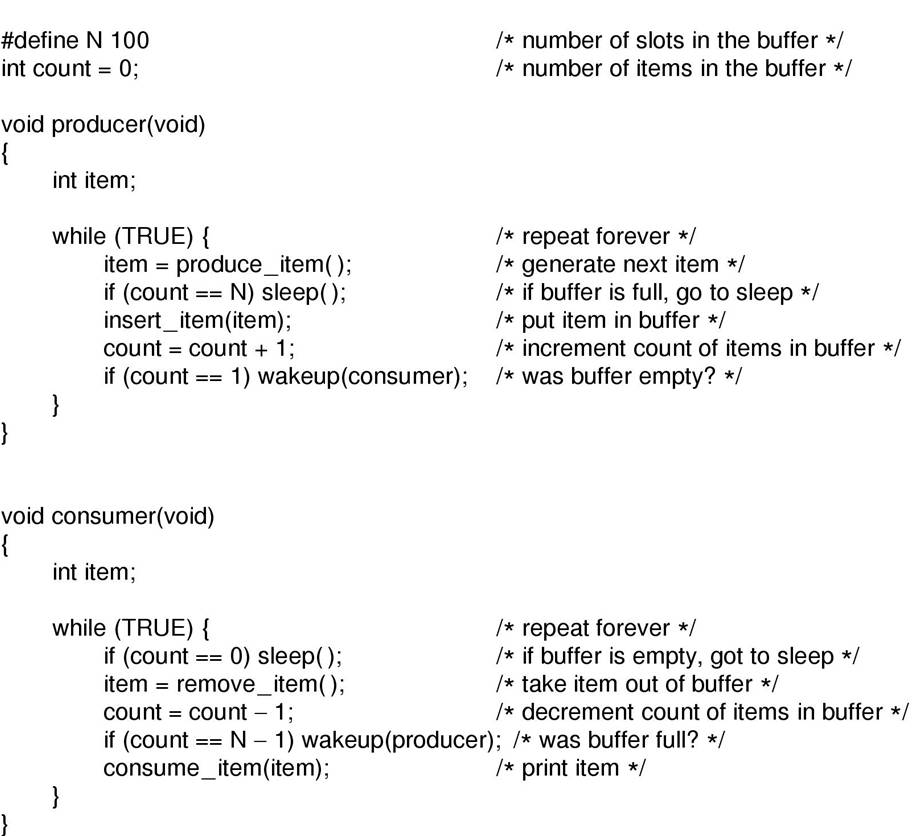 #define N 100 /* number of slots in the buffer */
int count = 0; /* number of items in the buffer */
void producer(void)
{
int item;
while (TRUE) { /* repeat forever */
item = produce_item( ); /* generate next item */
if (count == N) sleep( ); /* if buffer is full, go to sleep */
insert_item(item); /* put item in buffer */
count = count + 1; /* increment count of items in buffer */
if (count == 1) wakeup(consumer); /* was buffer empty? */
}
}
void consumer(void)
{
int item;
while (TRUE) { /* repeat forever */
if (count == 0) sleep( ); /* if buffer is empty, got to sleep */
item = remove_item( ); /* take item out of buffer */
count = count – 1; /* decrement count of items in buffer */
if (count == N – 1) wakeup(producer); /* was buffer full? */
consume_item(item); /* print item */
}
}